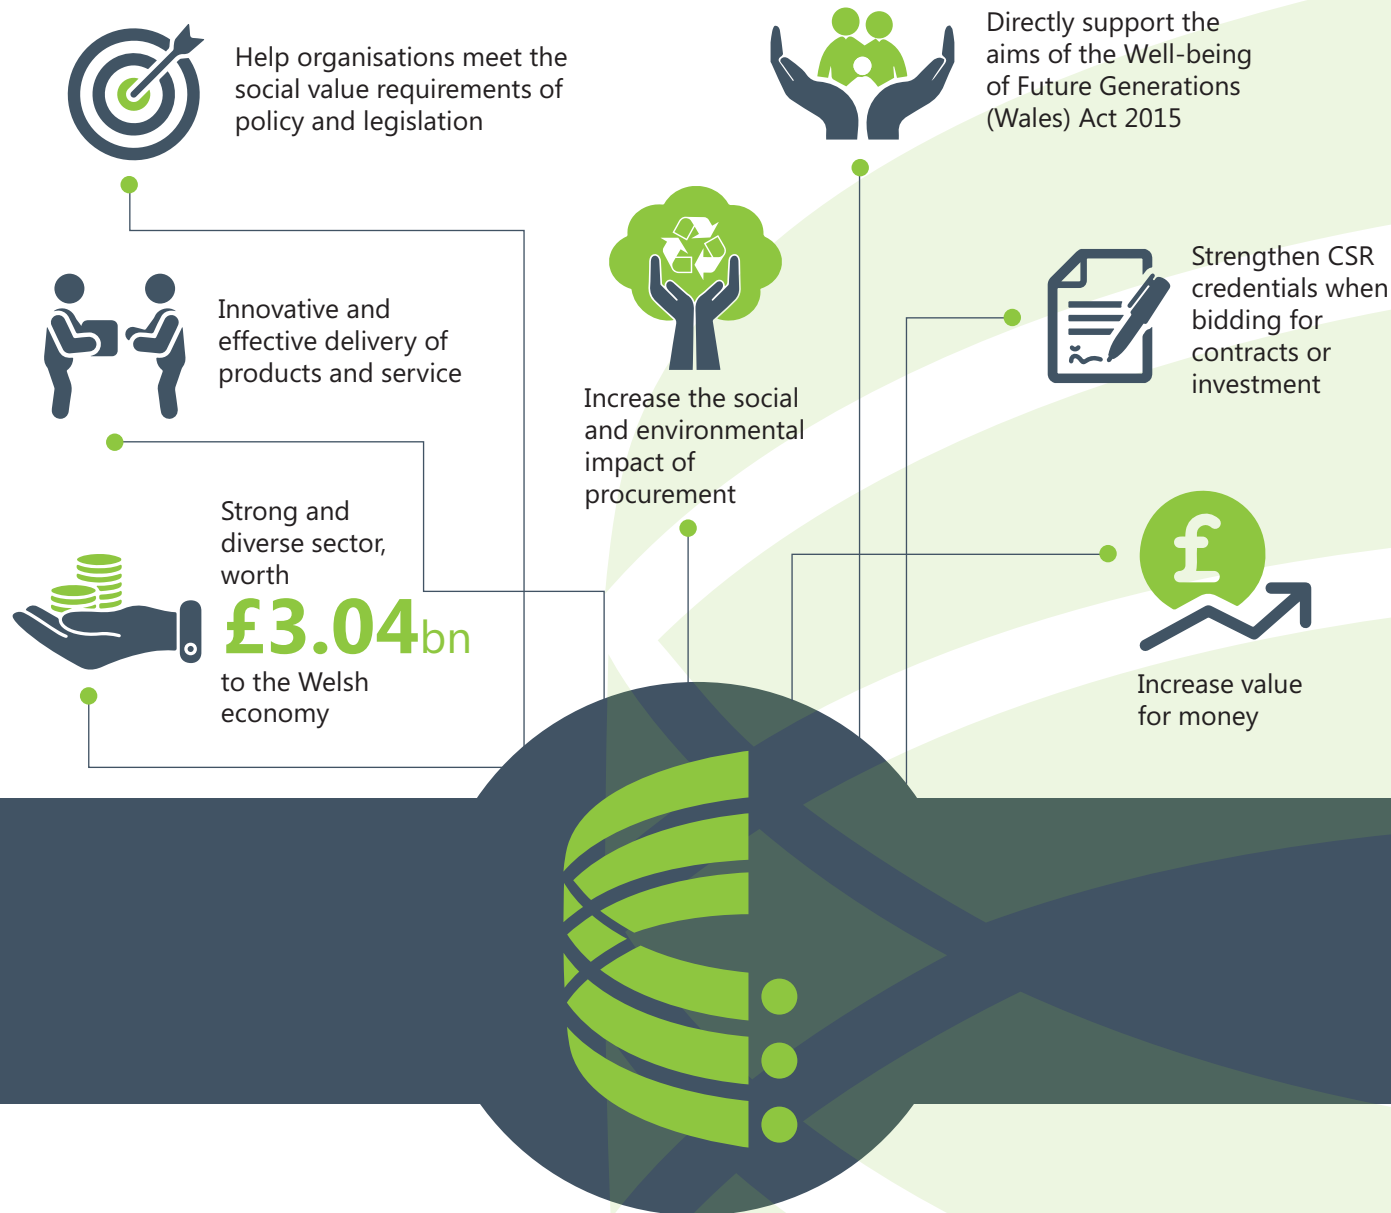 Help organisations meet the
social value requirements of
policy and legislation
Directly support the
aims of the Well-being
of Future Generations
(Wales) Act 2015
Innovative and
effective delivery of
products and service
Increase the social
and environmental
impact of
procurement
Strengthen CSR
credentials when
bidding for
contracts or
investment
Strong and
diverse sector,
worth
£3.04bn
to the Welsh
economy
£
Increase value
for money